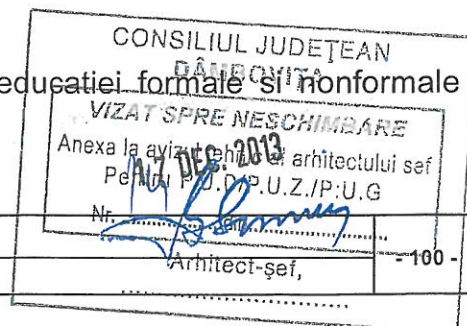 CONSILIUL JUDEŢEAN
DÂMBOVIŢA
educatiei formale si nonformale
VIZAT SPRE NESCHIMBARE
Anexa la avizul tehnic al arhitectului sef
17. DEC. 2013
Pentru P.U.D/P.U.Z./P.U.G
Nr.
Arhitect-şef,
- 100 -